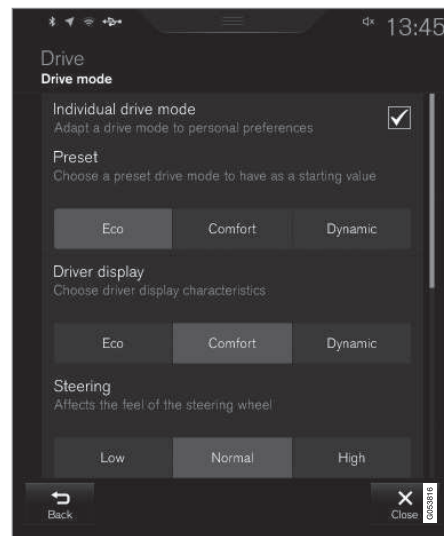 13:45
Drive
Drive mode
Individual drive mode
Adapt a drive mode to personal preferences
Preset
Choose a preset drive mode to have as a starting value
Eco Comfort Dynamic
Driver display
Choose driver display characteristics
Eco Comfort Dynamic
Steering
Affects the feel of the steering wheel
Low Normal High
Back Close
G053816